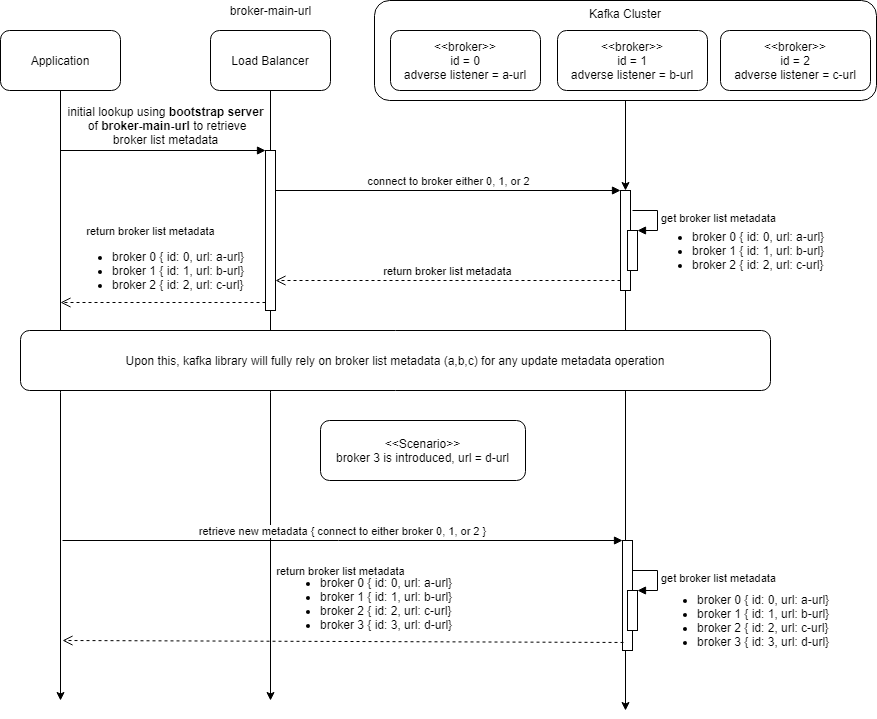 broker-main-url
Kafka Cluster
Application
Load Balancer
<<broker>>
id = 0
adverse listener = a-url
<<broker>>
id = 1
adverse listener = b-url
<<broker>>
id = 2
adverse listener = c-url
initial lookup using bootstrap server
of broker-main-url to retrieve
broker list metadata
connect to broker either 0, 1, or 2
get broker list metadata
• broker 0 { id: 0, url: a-url}
• broker 1 { id: 1, url: b-url}
• broker 2 { id: 2, url: c-url}
return broker list metadata
return broker list metadata
• broker 0 { id: 0, url: a-url}
• broker 1 { id: 1, url: b-url}
• broker 2 { id: 2, url: c-url}
Upon this, kafka library will fully rely on broker list metadata (a,b,c) for any update metadata operation
<<Scenario>>
broker 3 is introduced, url = d-url
retrieve new metadata { connect to either broker 0, 1, or 2 }
get broker list metadata
• broker 0 { id: 0, url: a-url}
• broker 1 { id: 1, url: b-url}
• broker 2 { id: 2, url: c-url}
• broker 3 { id: 3, url: d-url}
return broker list metadata
• broker 0 { id: 0, url: a-url}
• broker 1 { id: 1, url: b-url}
• broker 2 { id: 2, url: c-url}
• broker 3 { id: 3, url: d-url}